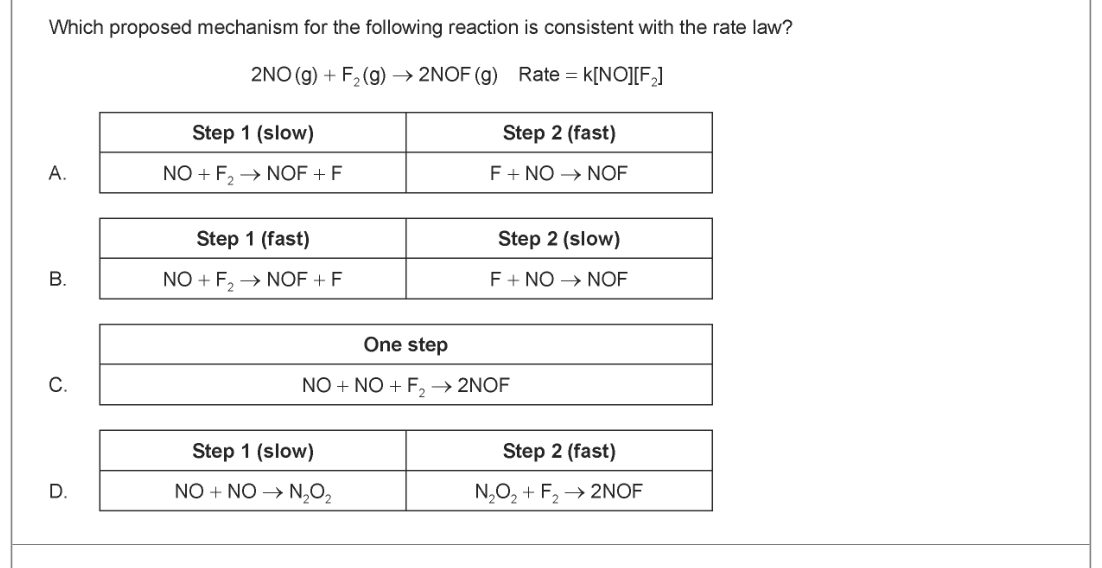 Which proposed mechanism for the following reaction is consistent with the rate law?
2NO (g) + F₂ (g) → 2NOF (g) Rate = k[NO][F₂]
Step 1 (slow) Step 2 (fast)
A. NO + F₂ → NOF + F F + NO → NOF
Step 1 (fast) Step 2 (slow)
B. NO + F₂ → NOF + F F + NO → NOF
One step
C. NO + NO + F₂ → 2NOF
Step 1 (slow) Step 2 (fast)
D. NO + NO → N₂O₂ N₂O₂ + F₂ → 2NOF